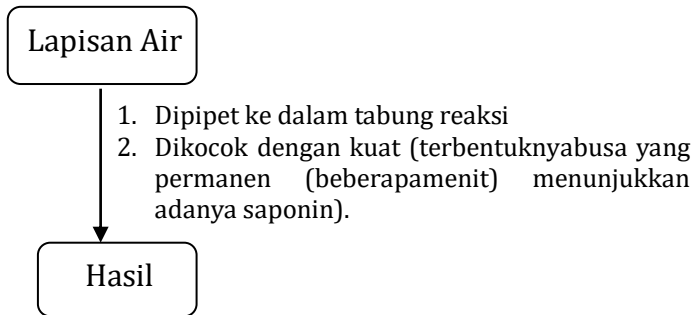 Lapisan Air
1. Dipipet ke dalam tabung reaksi
2. Dikocok dengan kuat (terbentuknyabusa yang
permanen (beberapamenit) menunjukkan
adanya saponin).
Hasil